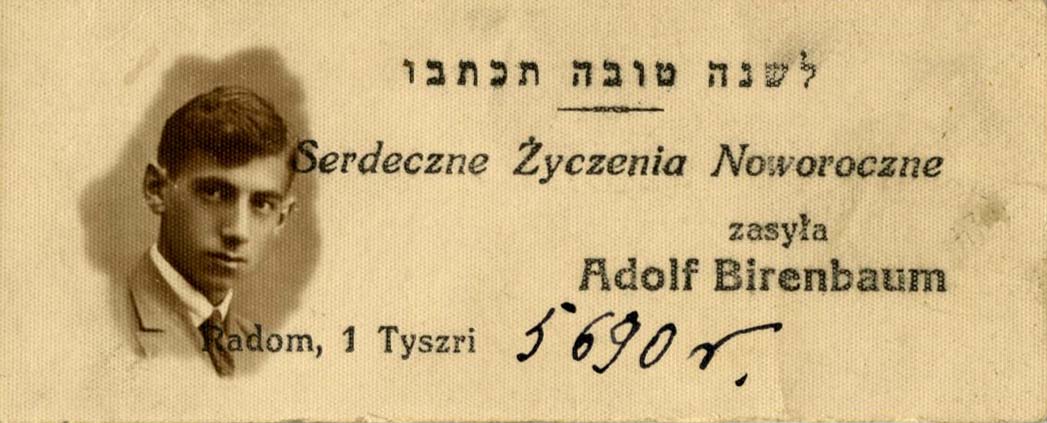 לשנה טובה תכתבו
Serdeczne Życzenia Noworoczne
zasyła
Adolf Birenbaum
Radom, 1 Tyszri 5690 r.